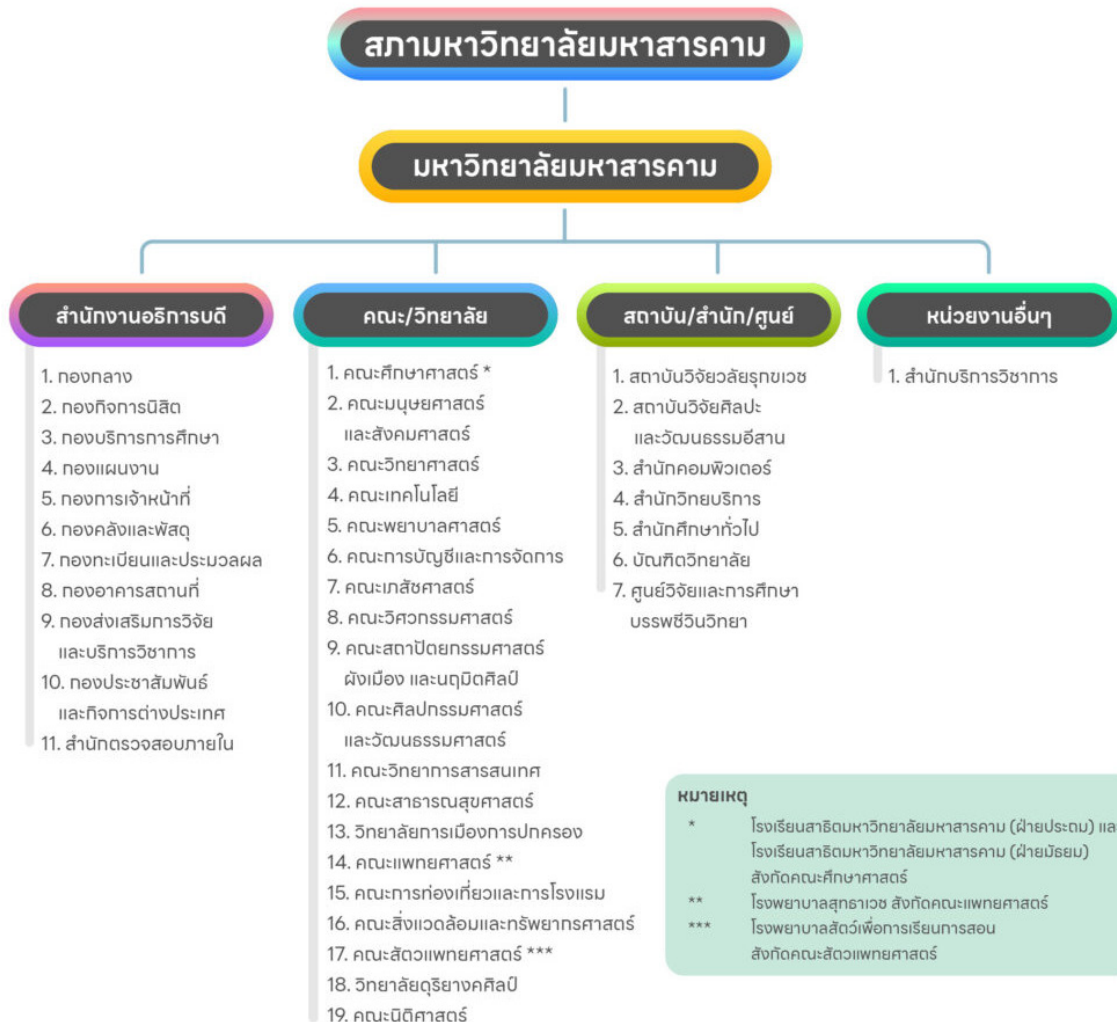 สภามหาวิทยาลัยมหาสารคาม
มหาวิทยาลัยมหาสารคาม
สำนักงานอธิการบดี
1. กองกลาง
2. กองกิจการนิสิต
3. กองบริการการศึกษา
4. กองแผนงาน
5. กองการเจ้าหน้าที่
6. กองคลังและพัสดุ
7. กองทะเบียนและประมวลผล
8. กองอาคารสถานที่
9. กองส่งเสริมการวิจัย
และบริการวิชาการ
10. กองประชาสัมพันธ์
และกิจการต่างประเทศ
11. สำนักตรวจสอบภายใน
คณะ/วิทยาลัย
1. คณะศึกษาศาสตร์ *
2. คณะมนุษยศาสตร์
และสังคมศาสตร์
3. คณะวิทยาศาสตร์
4. คณะเทคโนโลยี
5. คณะพยาบาลศาสตร์
6. คณะการบัญชีและการจัดการ
7. คณะเภสัชศาสตร์
8. คณะวิศวกรรมศาสตร์
9. คณะสถาปัตยกรรมศาสตร์
ผังเมือง และนฤมิตศิลป์
10. คณะศิลปกรรมศาสตร์
และวัฒนธรรมศาสตร์
11. คณะวิทยาการสารสนเทศ
12. คณะสาธารณสุขศาสตร์
13. วิทยาลัยการเมืองการปกครอง
14. คณะแพทยศาสตร์ **
15. คณะการท่องเที่ยวและการโรงแรม
16. คณะสิ่งแวดล้อมและทรัพยากรศาสตร์
17. คณะสัตวแพทยศาสตร์ ***
18. วิทยาลัยดุริยางคศิลป์
19. คณะนิติศาสตร์
สถาบัน/สำนัก/ศูนย์
1. สถาบันวิจัยวลัยรุกขเวช
2. สถาบันวิจัยศิลปะ
และวัฒนธรรมอีสาน
3. สำนักคอมพิวเตอร์
4. สำนักวิทยบริการ
5. สำนักศึกษาทั่วไป
6. บัณฑิตวิทยาลัย
7. ศูนย์วิจัยและการศึกษา
บรรพชีวินวิทยา
หน่วยงานอื่นๆ
1. สำนักบริการวิชาการ
หมายเหตุ
* โรงเรียนสาธิตมหาวิทยาลัยมหาสารคาม (ฝ่ายประถม) และ
โรงเรียนสาธิตมหาวิทยาลัยมหาสารคาม (ฝ่ายมัธยม)
สังกัดคณะศึกษาศาสตร์
** โรงพยาบาลสุทธาเวช สังกัดคณะแพทยศาสตร์
*** โรงพยาบาลสัตว์เพื่อการเรียนการสอน
สังกัดคณะสัตวแพทยศาสตร์